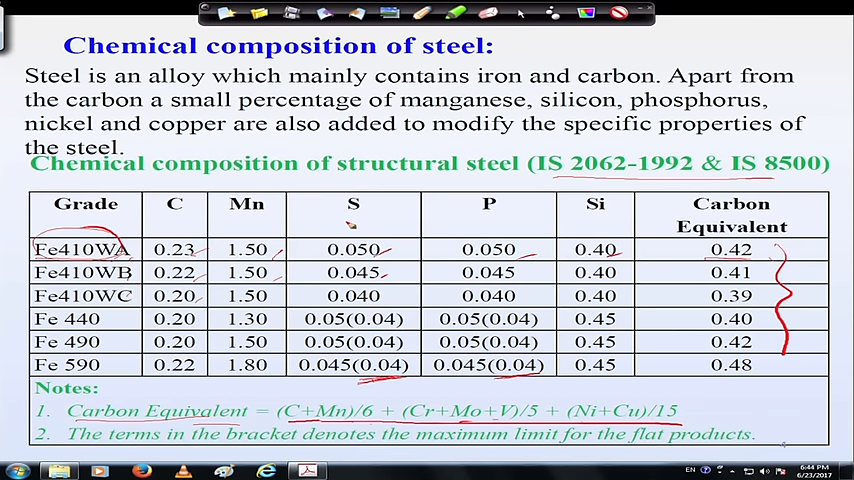 Chemical composition of steel:
Steel is an alloy which mainly contains iron and carbon. Apart from
the carbon a small percentage of manganese, silicon, phosphorus,
nickel and copper are also added to modify the specific properties of
the steel.
Chemical composition of structural steel (IS 2062-1992 & IS 8500)
Grade C Mn S P Si Carbon
Equivalent
Fe410WA 0.23 1.50 0.050 0.050 0.40 0.42
Fe410WB 0.22 1.50 0.045 0.045 0.40 0.41
Fe410WC 0.20 1.50 0.040 0.040 0.40 0.39
Fe 440 0.20 1.30 0.05(0.04) 0.05(0.04) 0.45 0.40
Fe 490 0.20 1.50 0.05(0.04) 0.05(0.04) 0.45 0.42
Fe 590 0.22 1.80 0.045(0.04) 0.045(0.04) 0.45 0.48
Notes:
1. Carbon Equivalent = (C+Mn)/6 + (Cr+Mo+V)/5 + (Ni+Cu)/15
2. The terms in the bracket denotes the maximum limit for the flat products.
4
EN 6:44 PM
6/23/2017